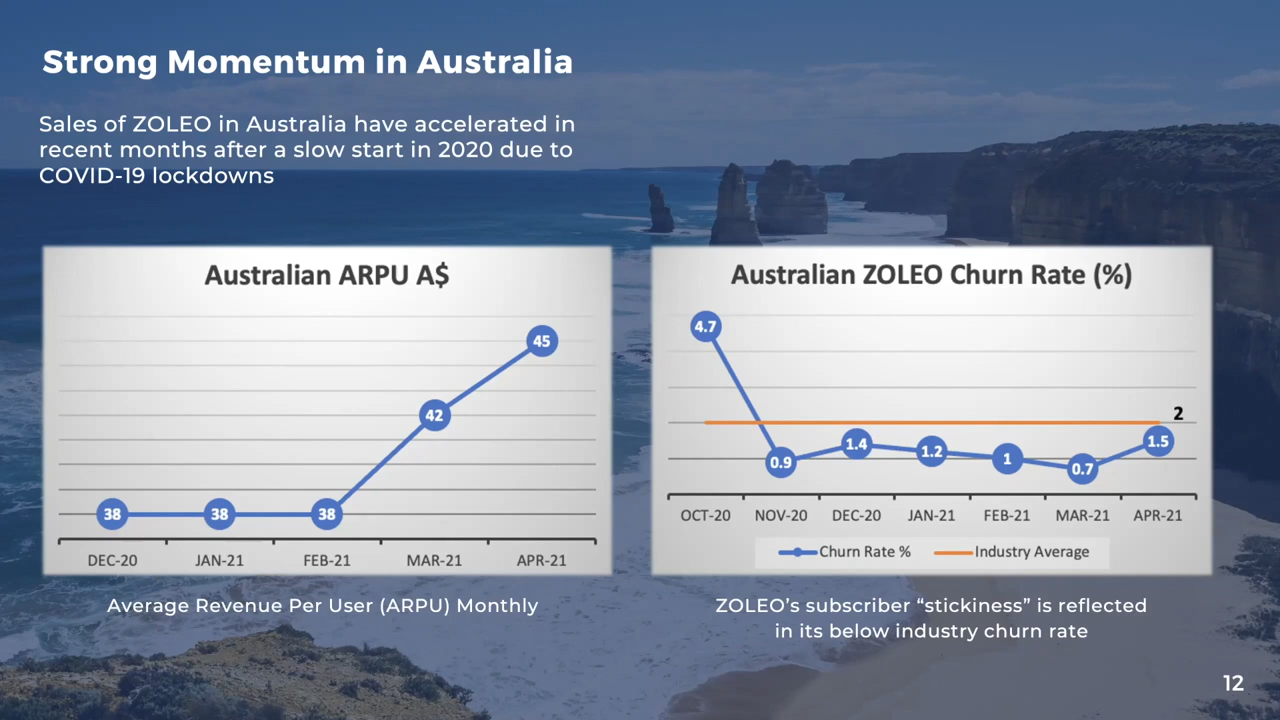 Strong Momentum in Australia
Sales of ZOLEO in Australia have accelerated in
recent months after a slow start in 2020 due to
COVID-19 lockdowns
Australian ARPU A$
38
38
38
42
45
DEC-20
JAN-21
FEB-21
MAR-21
APR-21
Average Revenue Per User (ARPU) Monthly
Australian ZOLEO Churn Rate (%)
4.7
0.9
1.4
1.2
1
0.7
1.5
2
OCT-20
NOV-20
DEC-20
JAN-21
FEB-21
MAR-21
APR-21
Churn Rate %
Industry Average
ZOLEO’s subscriber “stickiness” is reflected
in its below industry churn rate
12